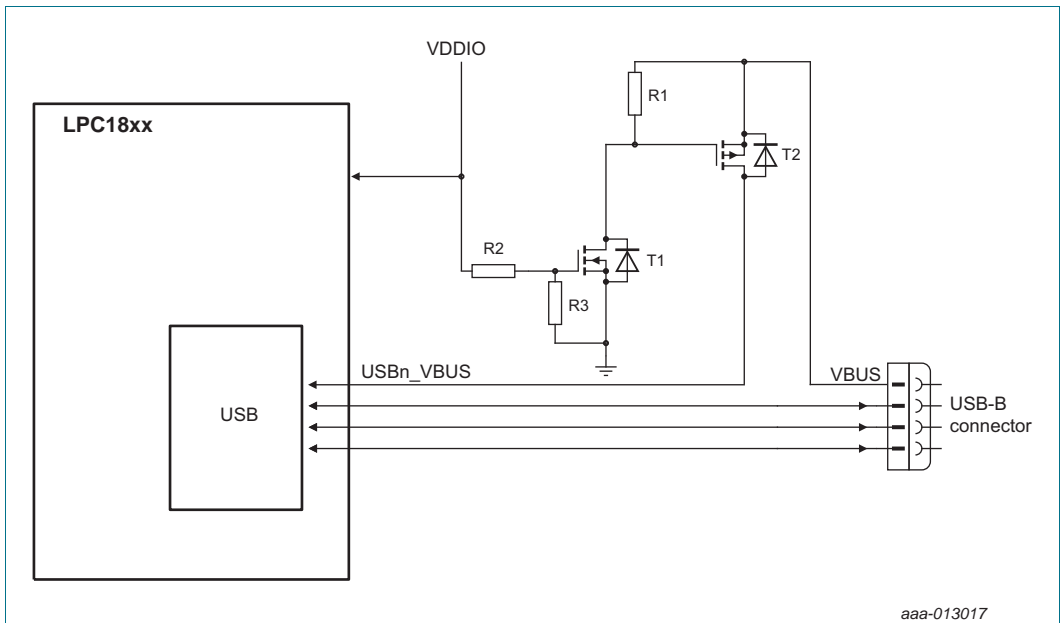 VDDIO
R1
LPC18xx
T2
R2
T1
R3
USBn_VBUS
VBUS
USB
USB-B
connector
aaa-013017